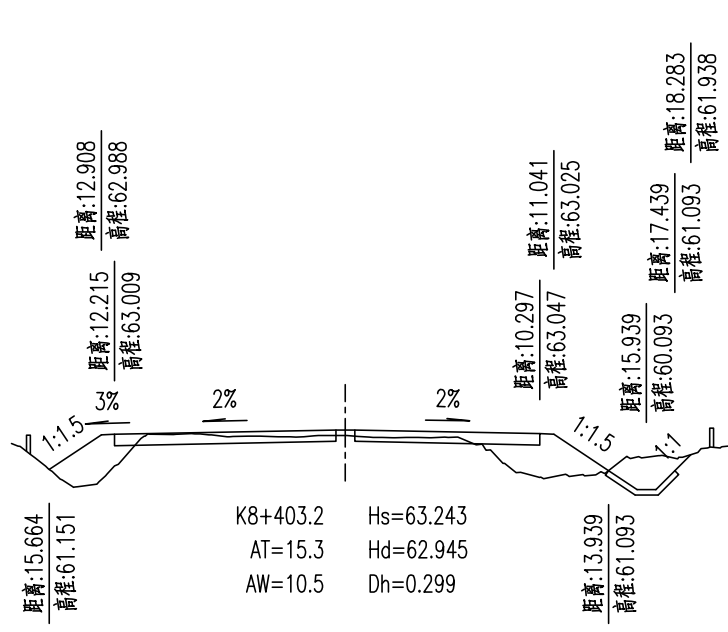 距离:18.283
高程:61.938
距离:12.908
高程:62.988
距离:11.041
高程:63.025
距离:17.439
高程:61.093
距离:12.215
高程:63.009
距离:10.297
高程:63.047
距离:15.939
高程:60.093
3%
2%
2%
1:1.5
1:1.5
1:1
距离:15.664
高程:61.151
K8+403.2 Hs=63.243
AT=15.3 Hd=62.945
AW=10.5 Dh=0.299
距离:13.939
高程:61.093